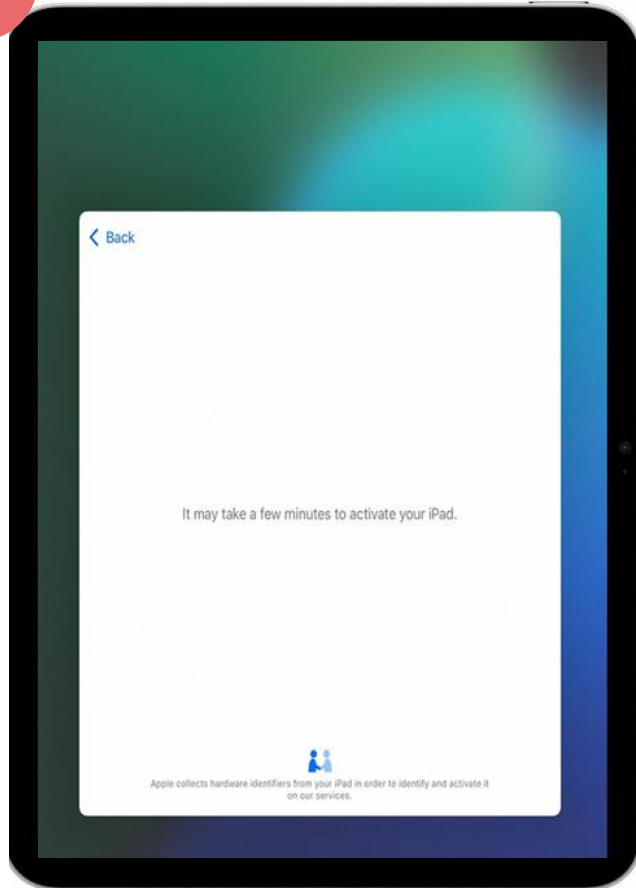 Back
It may take a few minutes to activate your iPad.
Apple collects hardware identifiers from your iPad in order to identify and activate it
on our services.